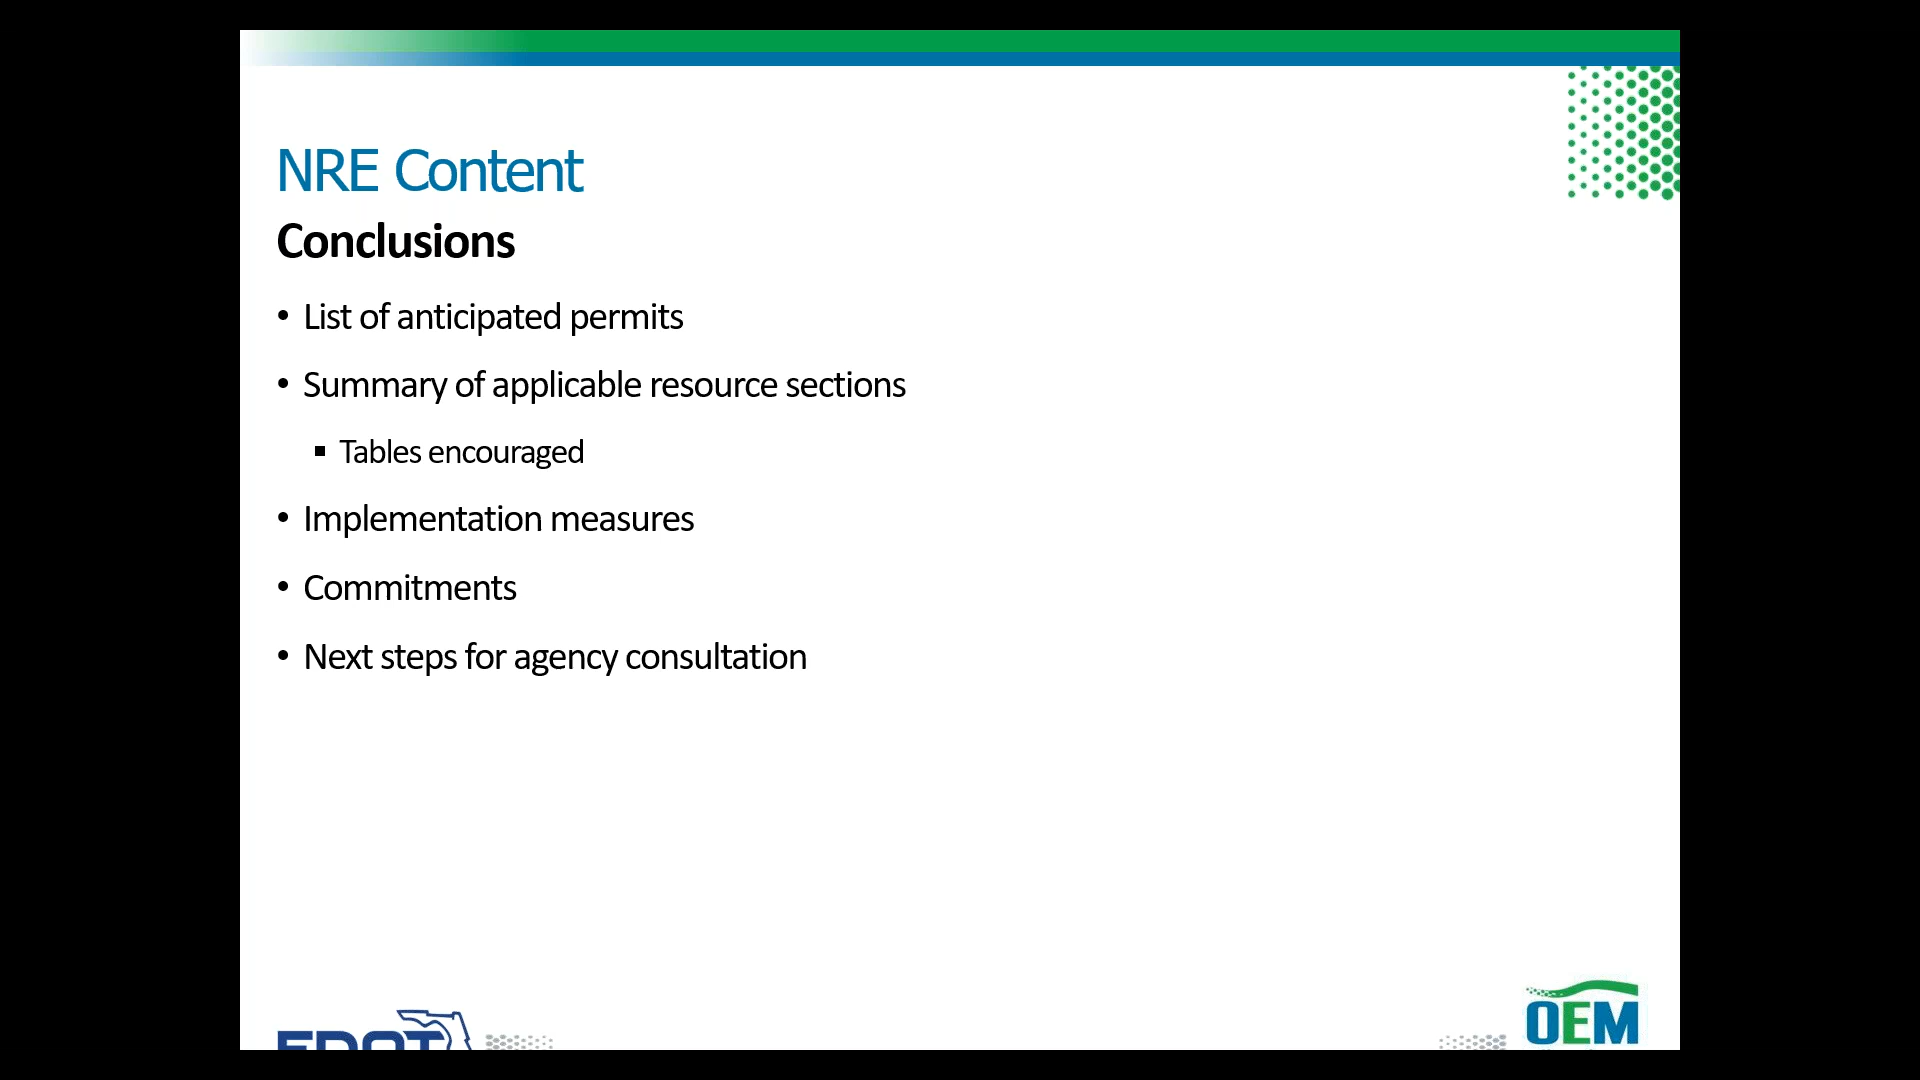 NRE Content
Conclusions
• List of anticipated permits
• Summary of applicable resource sections
▪ Tables encouraged
• Implementation measures
• Commitments
• Next steps for agency consultation
FDOT
OEM